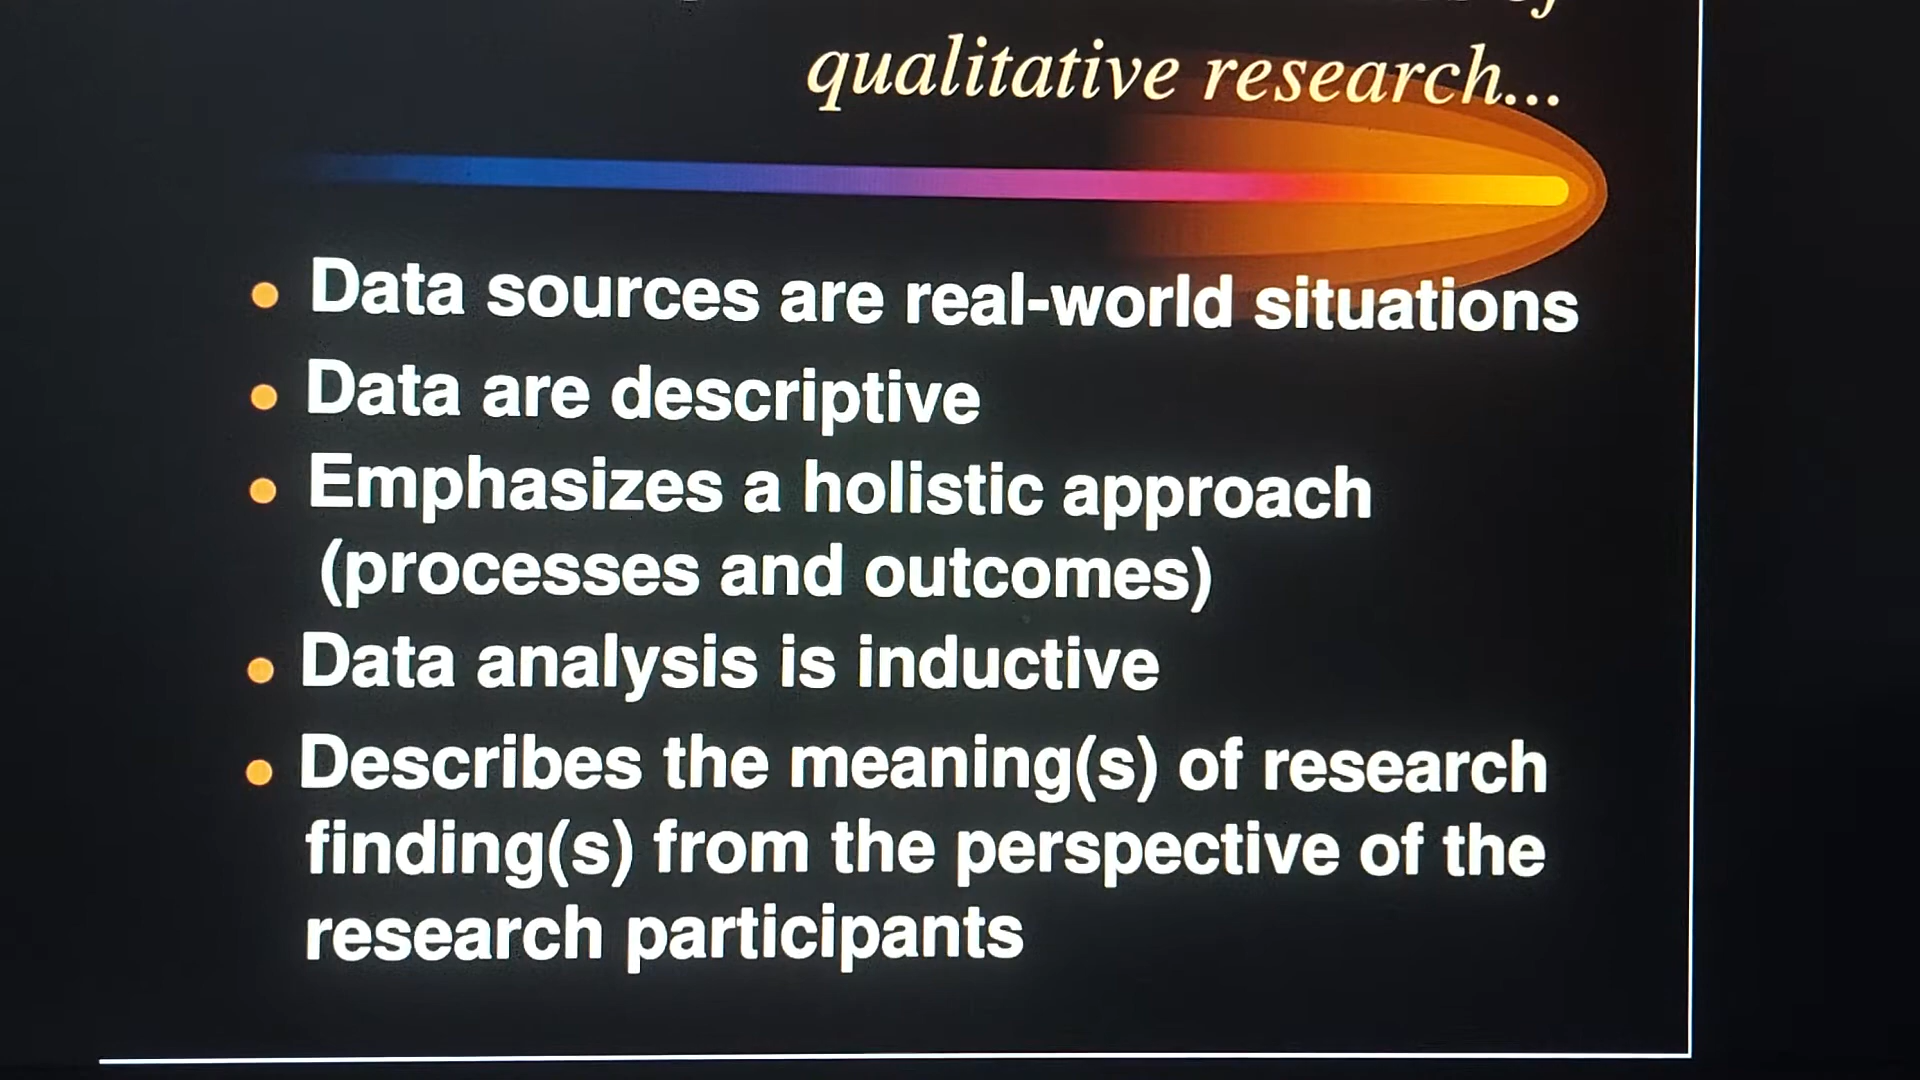 qualitative research...
• Data sources are real-world situations
• Data are descriptive
• Emphasizes a holistic approach
(processes and outcomes)
• Data analysis is inductive
• Describes the meaning(s) of research
finding(s) from the perspective of the
research participants